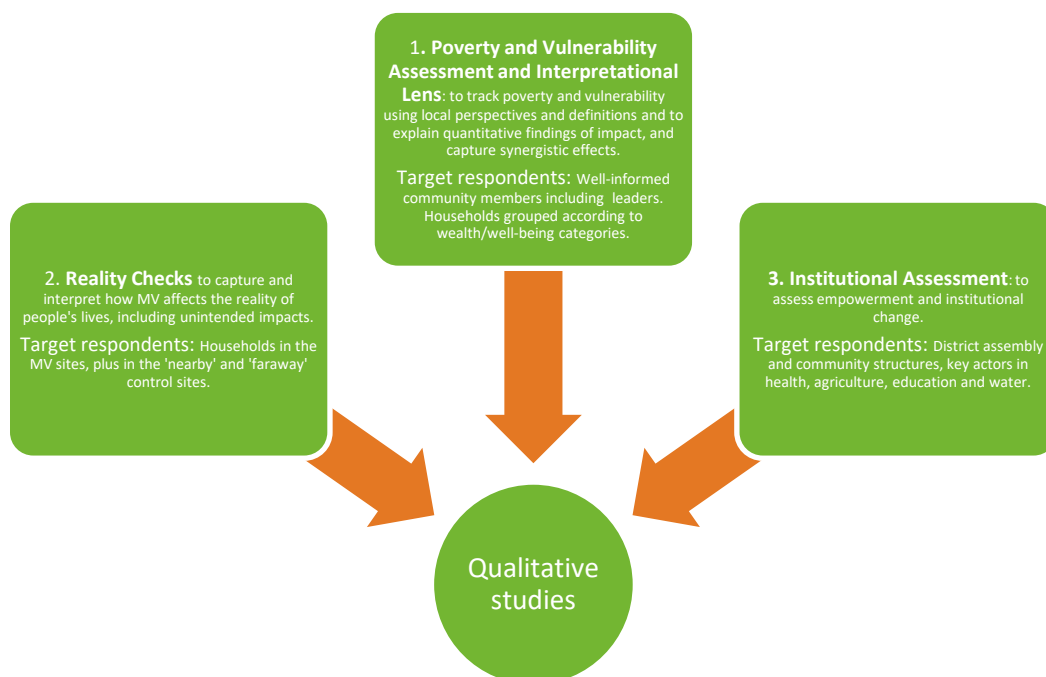 1. Poverty and Vulnerability
Assessment and Interpretational
Lens: to track poverty and vulnerability
using local perspectives and definitions and to
explain quantitative findings of impact, and
capture synergistic effects.
Target respondents: Well-informed
community members including leaders.
Households grouped according to
wealth/well-being categories.
2. Reality Checks to capture and
interpret how MV affects the reality of
people's lives, including unintended impacts.
Target respondents: Households in the
MV sites, plus in the 'nearby' and 'faraway'
control sites.
3. Institutional Assessment: to
assess empowerment and institutional
change.
Target respondents: District assembly
and community structures, key actors in
health, agriculture, education and water.
Qualitative
studies